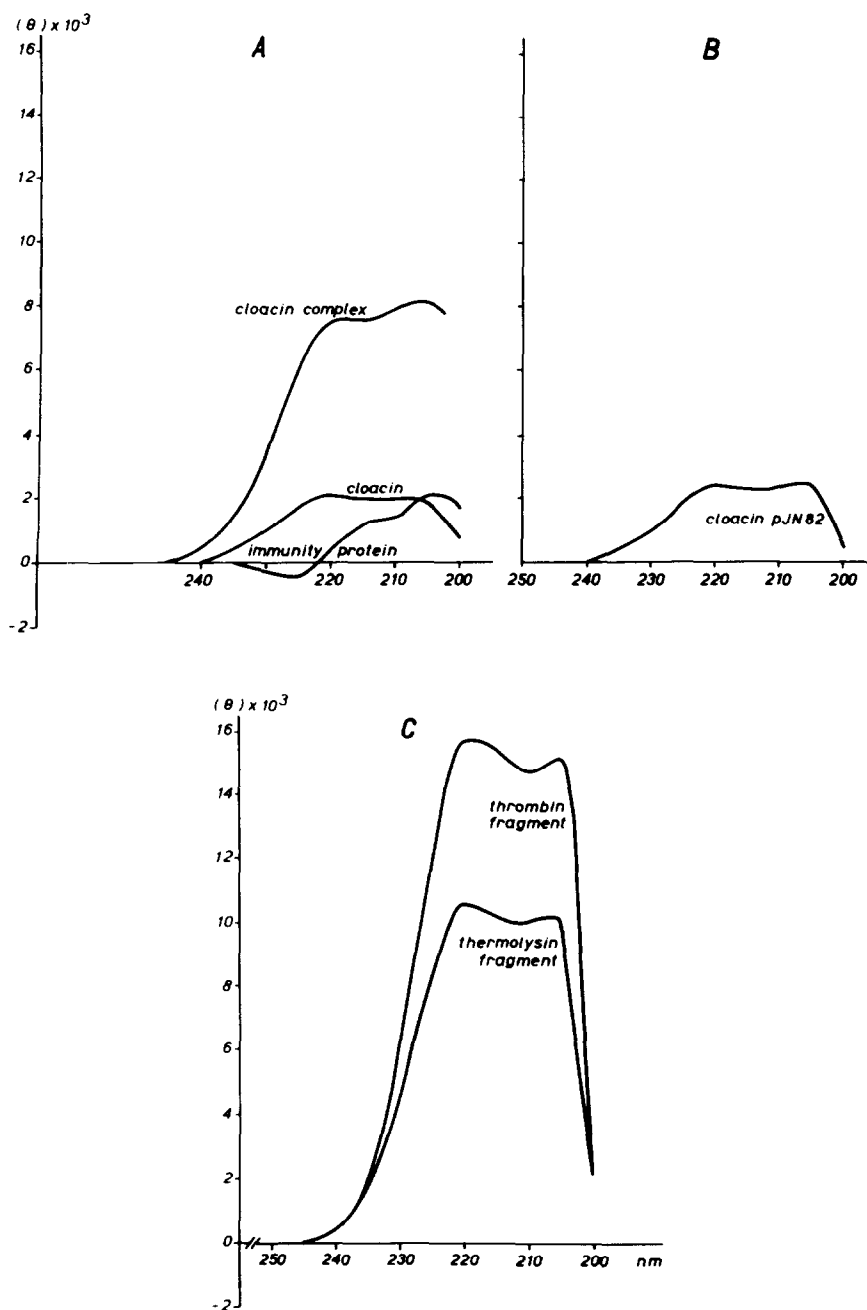 (θ) × 10³
A
B
16
14
12
10
8
6
4
2
0
-2
cloacin complex
cloacin
immunity protein
cloacin pJN82
240
230
220
210
200
250
240
230
220
210
200
(θ) × 10³
C
16
14
12
10
8
6
4
2
0
-2
thrombin
fragment
thermolysin
fragment
250
240
230
220
210
200
nm